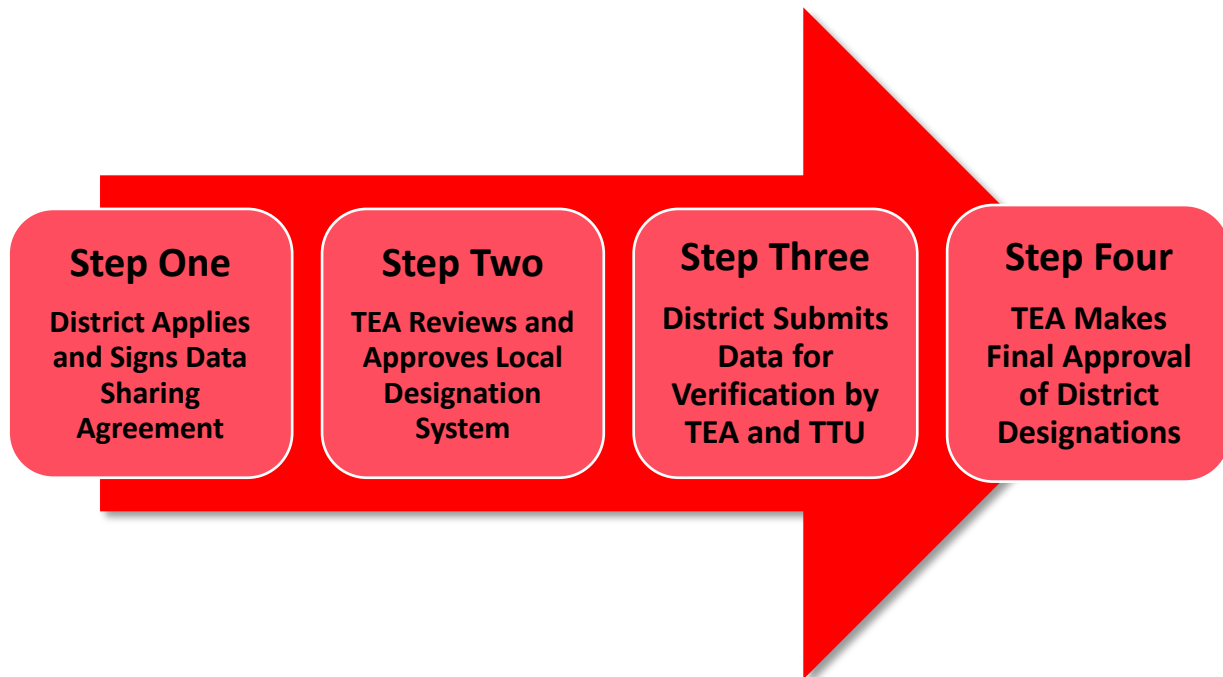 Step One
District Applies
and Signs Data
Sharing
Agreement
Step Two
TEA Reviews and
Approves Local
Designation
System
Step Three
District Submits
Data for
Verification by
TEA and TTU
Step Four
TEA Makes
Final Approval
of District
Designations